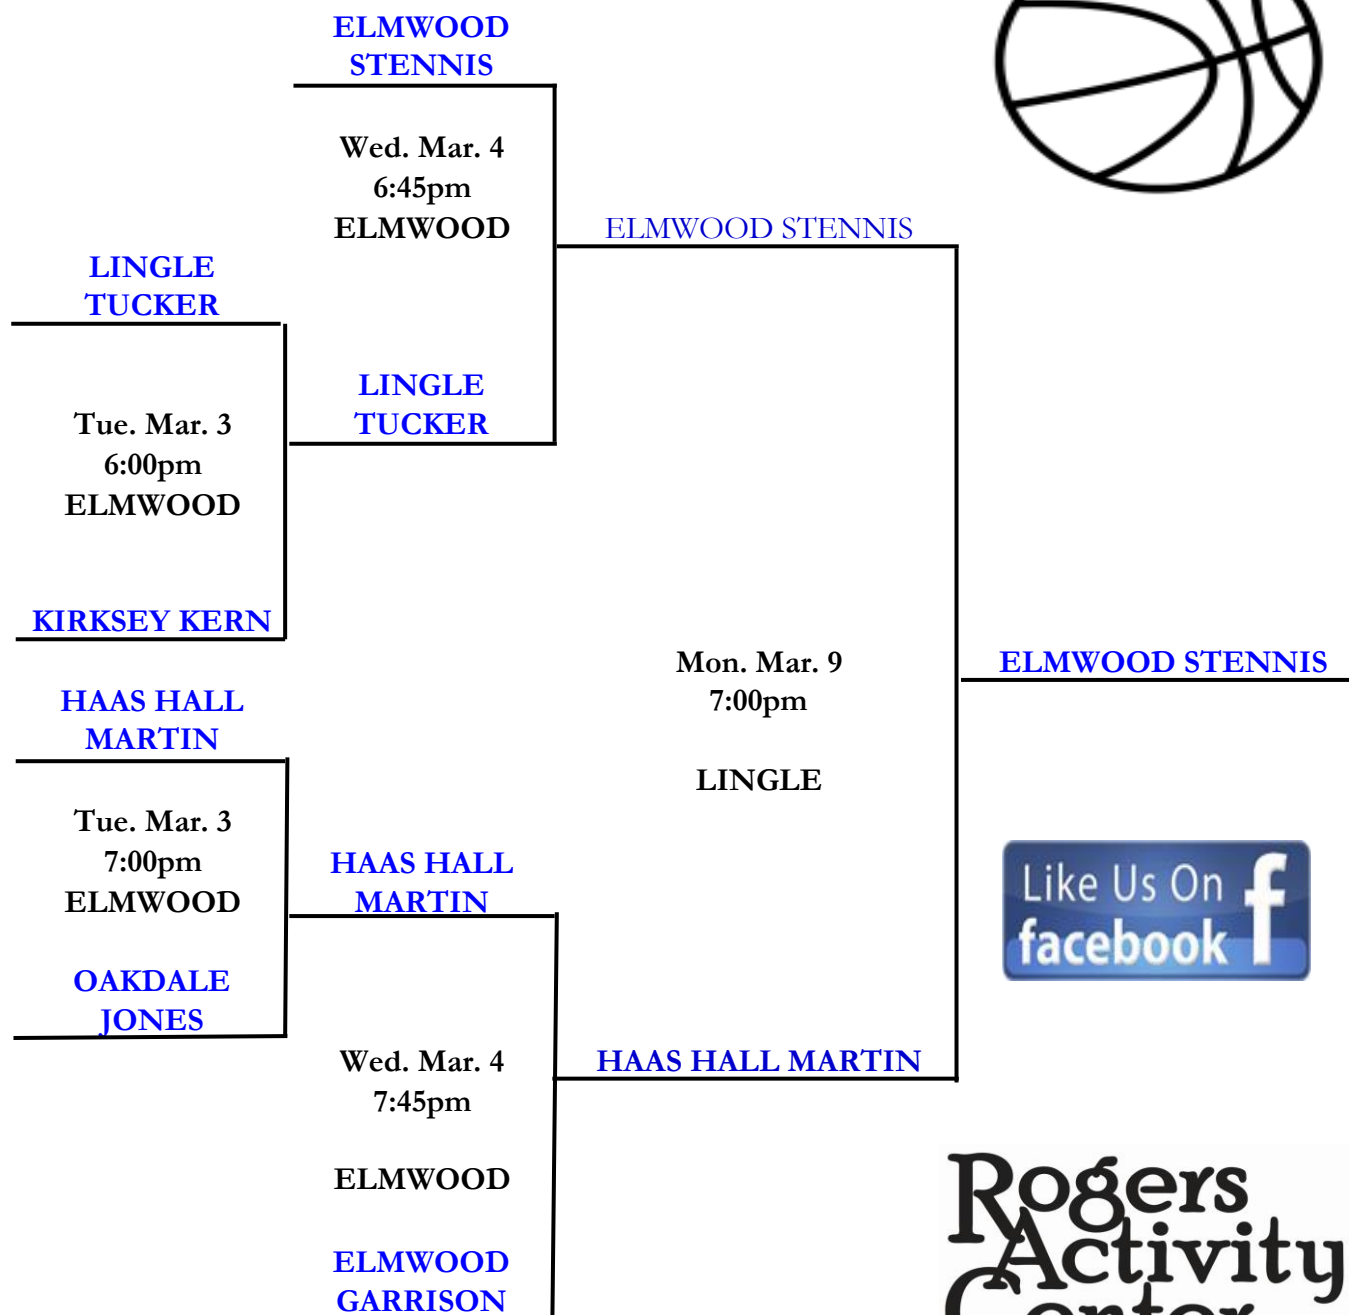 ELMWOOD
STENNIS
Wed. Mar. 4
6:45pm
ELMWOOD
ELMWOOD STENNIS
LINGLE
TUCKER
LINGLE
TUCKER
Tue. Mar. 3
6:00pm
ELMWOOD
KIRKSEY KERN
Mon. Mar. 9
7:00pm
LINGLE
ELMWOOD STENNIS
HAAS HALL
MARTIN
Tue. Mar. 3
7:00pm
ELMWOOD
HAAS HALL
MARTIN
OAKDALE
JONES
Like Us On
facebook
Wed. Mar. 4
7:45pm
ELMWOOD
HAAS HALL MARTIN
ELMWOOD
GARRISON
Rogers
Activity
Center